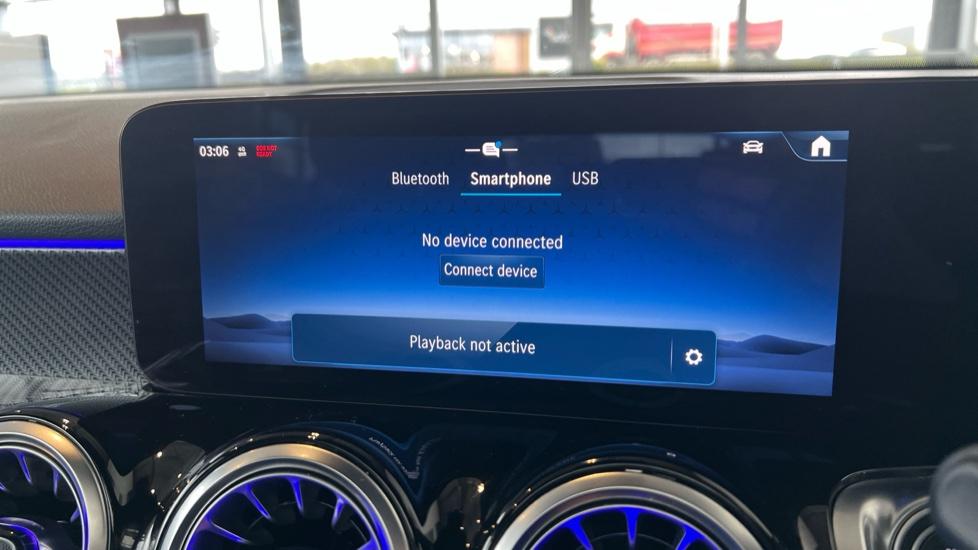 03:06
Bluetooth Smartphone USB
No device connected
Connect device
Playback not active